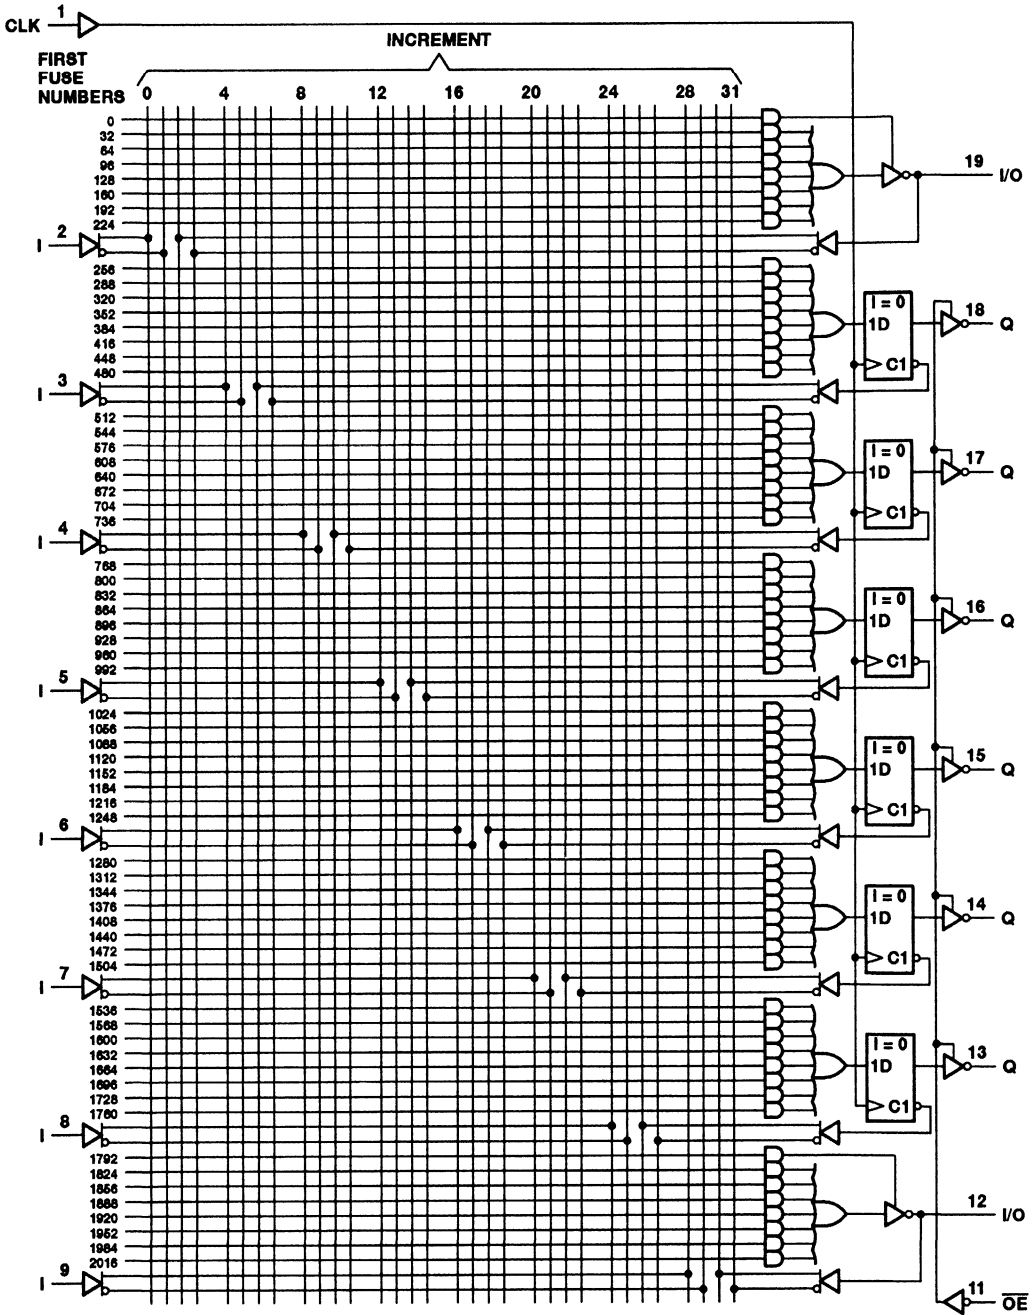 CLK 1
INCREMENT
FIRST
FUSE
NUMBERS 0 4 8 12 16 20 24 28 31
0
32
64
96
128
160
192
224
19 I/O
I 2
256
288
320
352
384
416
448
480
I = 0
1D
C1
18 Q
I 3
512
544
576
608
640
672
704
736
I = 0
1D
C1
17 Q
I 4
768
800
832
864
896
928
960
992
I = 0
1D
C1
16 Q
I 5
1024
1056
1088
1120
1152
1184
1216
1248
I = 0
1D
C1
15 Q
I 6
1280
1312
1344
1376
1408
1440
1472
1504
I = 0
1D
C1
14 Q
I 7
1536
1568
1600
1632
1664
1696
1728
1760
I = 0
1D
C1
13 Q
I 8
1792
1824
1856
1888
1920
1952
1984
2016
12 I/O
I 9
11 O̅E̅